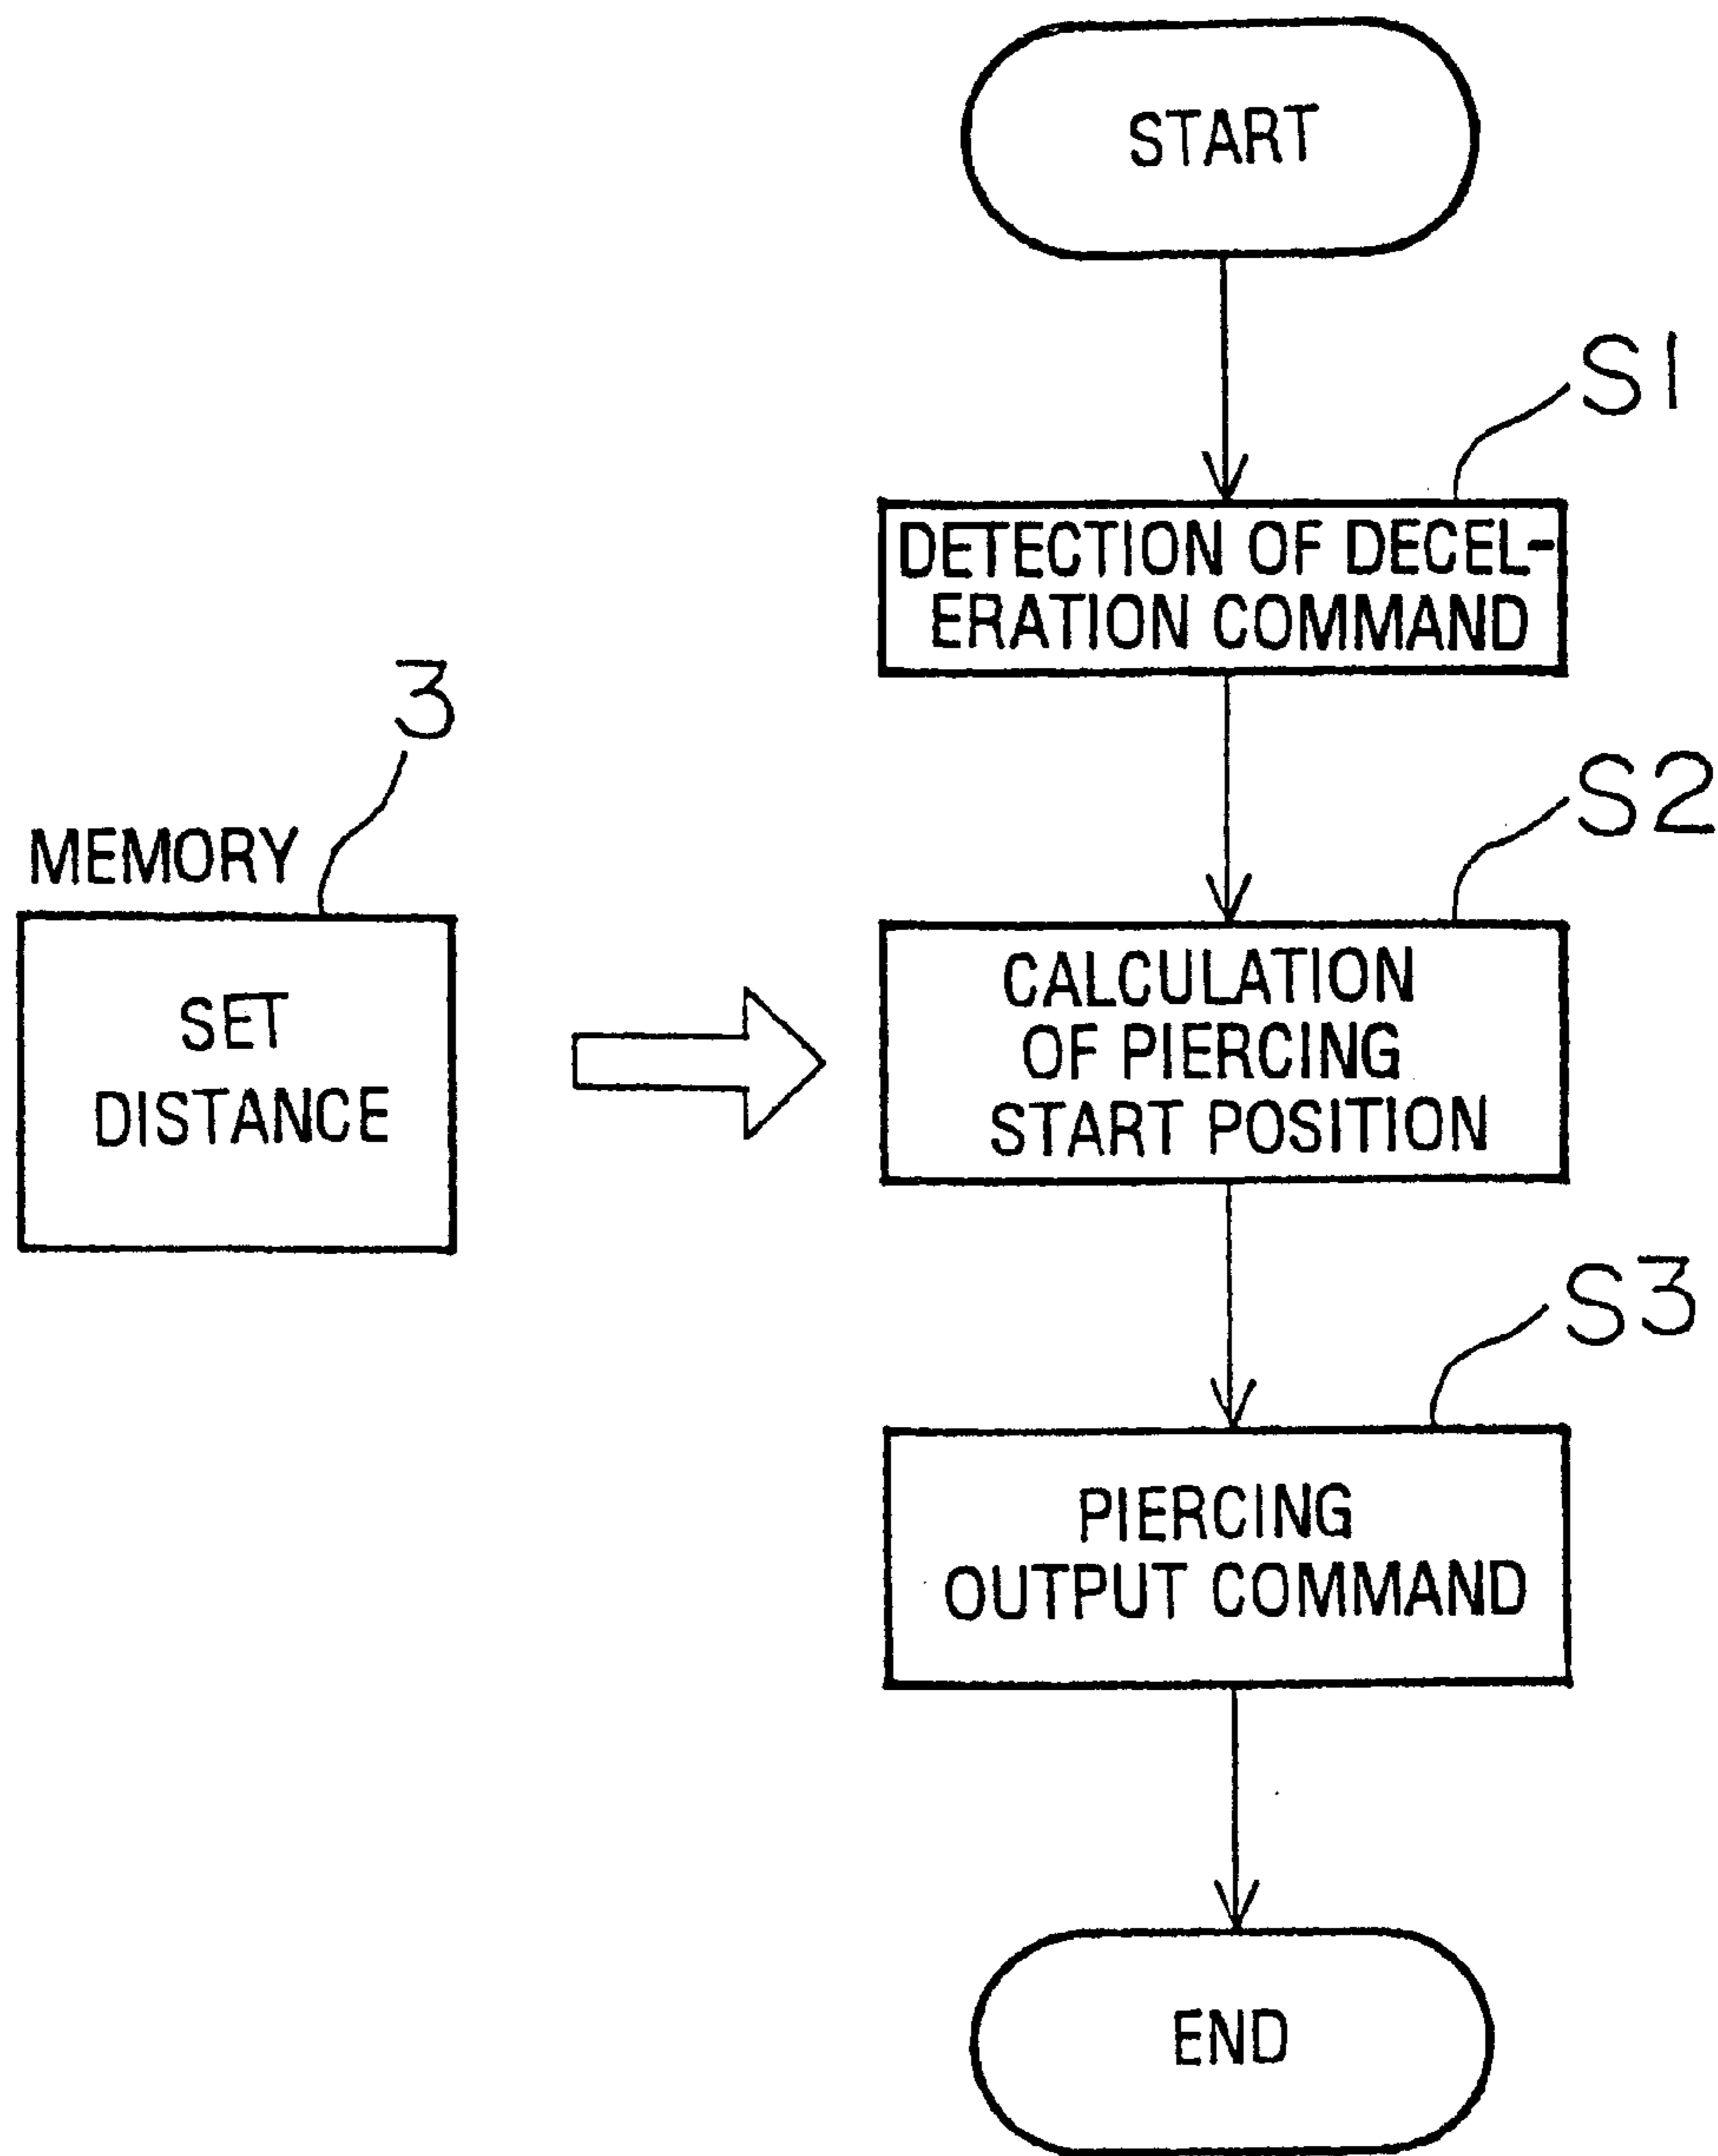 START
S1
DETECTION OF DECEL-
ERATION COMMAND
3
MEMORY
SET
DISTANCE
S2
CALCULATION
OF PIERCING
START POSITION
S3
PIERCING
OUTPUT COMMAND
END